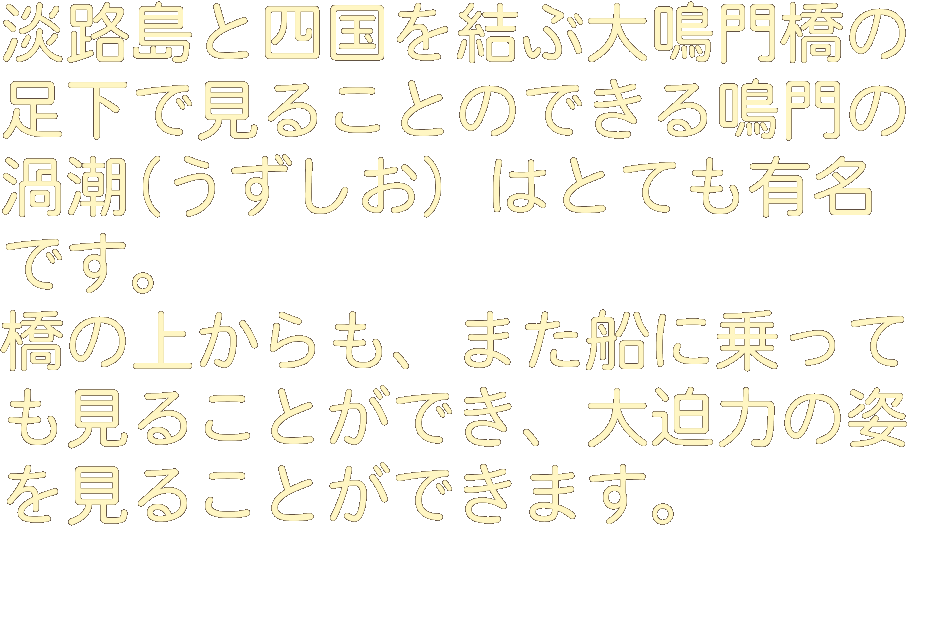 淡路島と四国を結ぶ大鳴門橋の
足下で見ることのできる鳴門の
渦潮（うずしお） はとても有名
です。
橋の上からも、また船に乗って
も見ることができ、大迫力の姿
を見ることができます。